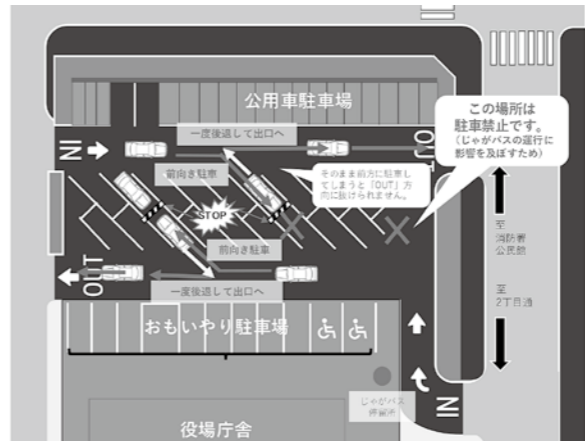 公用車駐車場
この場所は
駐車禁止です。
(じゃがバスの運行に
影響を及ぼすため)
一度後退して出口へ
OUT
IN
前向き駐車
そのまま前方に駐車し
てしまうと「OUT」方
向に抜けられません。
STOP
前向き駐車
至
消防署
公民館
OUT
一度後退して出口へ
至
2丁目通
おもいやり駐車場
IN
じゃがバス
停留所
役場庁舎